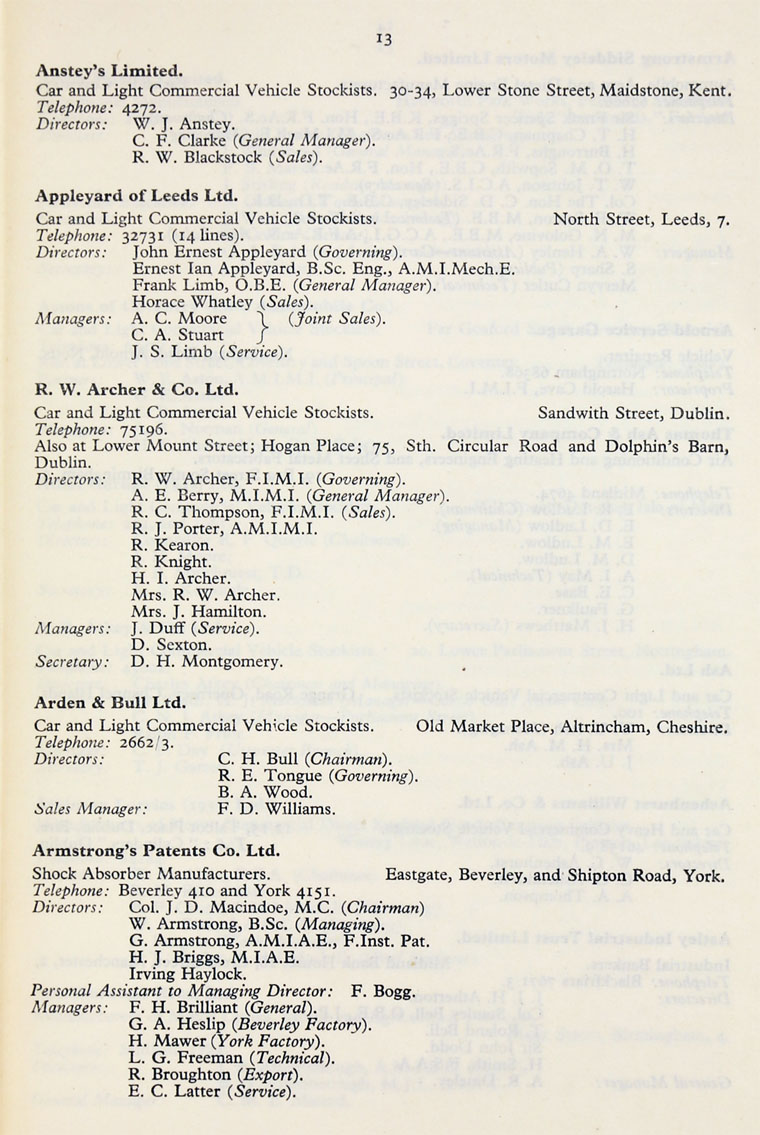 13
Anstey's Limited.
Car and Light Commercial Vehicle Stockists. 30-34, Lower Stone Street, Maidstone, Kent.
Telephone: 4272.
Directors: W. J. Anstey.
C. F. Clarke (General Manager).
R. W. Blackstock (Sales).
Appleyard of Leeds Ltd.
Car and Light Commercial Vehicle Stockists. North Street, Leeds, 7.
Telephone: 32731 (14 lines).
Directors: John Ernest Appleyard (Governing).
Ernest Ian Appleyard, B.Sc. Eng., A.M.I.Mech.E.
Frank Limb, O.B.E. (General Manager).
Horace Whatley (Sales).
Managers: A. C. Moore } (Joint Sales).
C. A. Stuart
J. S. Limb (Service).
R. W. Archer & Co. Ltd.
Car and Light Commercial Vehicle Stockists. Sandwith Street, Dublin.
Telephone: 75196.
Also at Lower Mount Street; Hogan Place; 75, Sth. Circular Road and Dolphin's Barn,
Dublin.
Directors: R. W. Archer, F.I.M.I. (Governing).
A. E. Berry, M.I.M.I. (General Manager).
R. C. Thompson, F.I.M.I. (Sales).
R. J. Porter, A.M.I.M.I.
R. Kearon.
R. Knight.
H. I. Archer.
Mrs. R. W. Archer.
Mrs. J. Hamilton.
Managers: J. Duff (Service).
D. Sexton.
Secretary: D. H. Montgomery.
Arden & Bull Ltd.
Car and Light Commercial Vehicle Stockists. Old Market Place, Altrincham, Cheshire.
Telephone: 2662/3.
Directors: C. H. Bull (Chairman).
R. E. Tongue (Governing).
B. A. Wood.
Sales Manager: F. D. Williams.
Armstrong's Patents Co. Ltd.
Shock Absorber Manufacturers. Eastgate, Beverley, and Shipton Road, York.
Telephone: Beverley 410 and York 4151.
Directors: Col. J. D. Macindoe, M.C. (Chairman)
W. Armstrong, B.Sc. (Managing).
G. Armstrong, A.M.I.A.E., F.Inst. Pat.
H. J. Briggs, M.I.A.E.
Irving Haylock.
Personal Assistant to Managing Director: F. Bogg.
Managers: F. H. Brilliant (General).
G. A. Heslip (Beverley Factory).
H. Mawer (York Factory).
L. G. Freeman (Technical).
R. Broughton (Export).
E. C. Latter (Service).